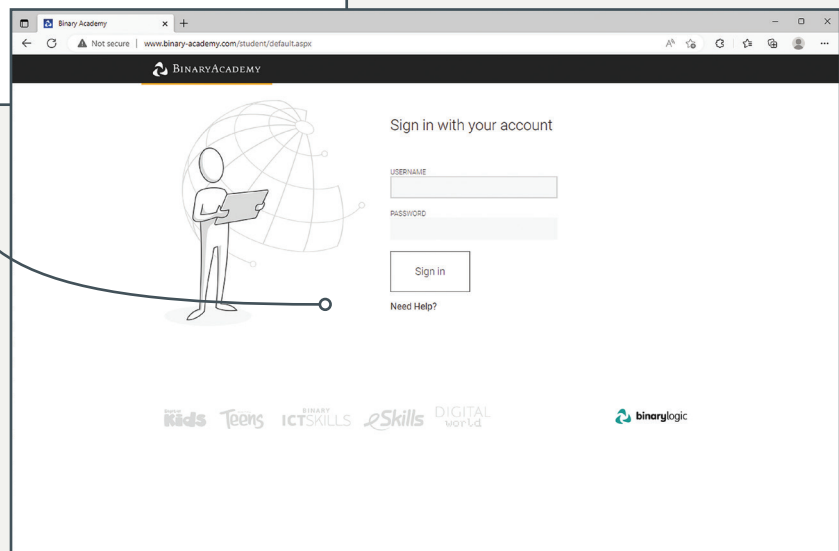 Binary Academy
Not secure | www.binary-academy.com/student/default.aspx
BINARYACADEMY
Sign in with your account
USERNAME
PASSWORD
Sign in
Need Help?
Kids Teens BINARY ICTSKILLS eSkills DIGITAL world
binarylogic